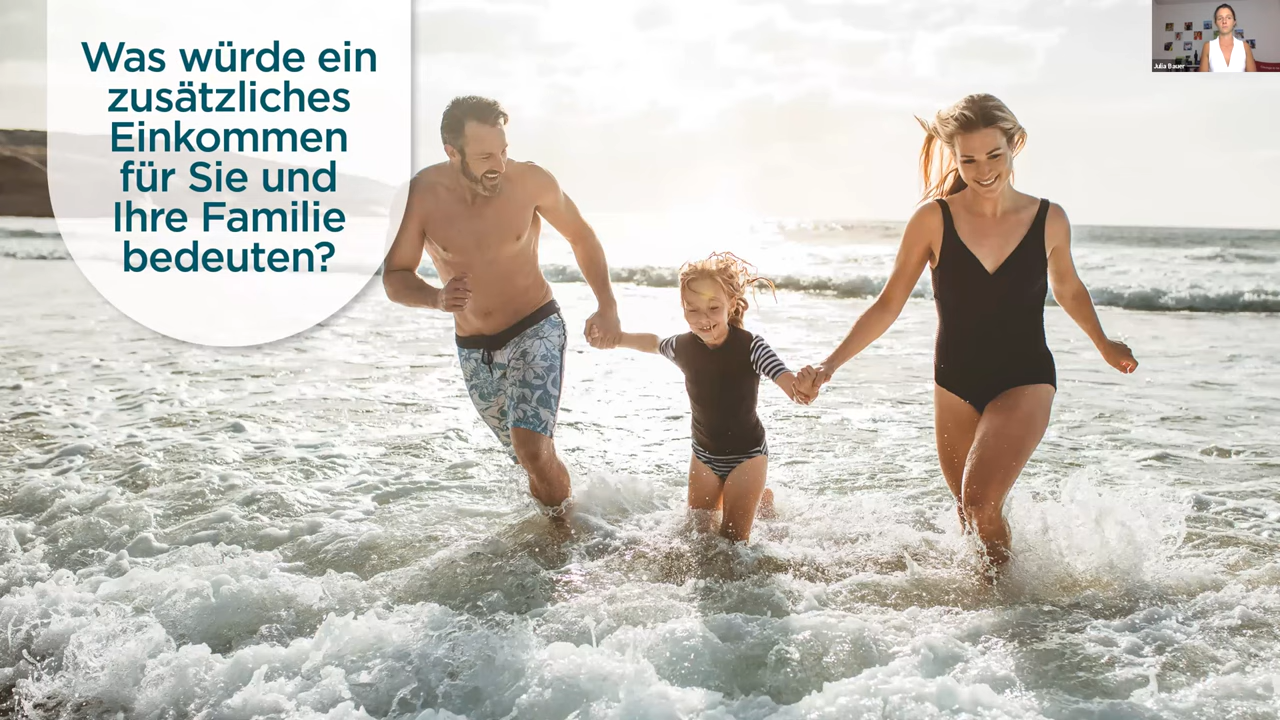 Was würde ein
zusätzliches
Einkommen
für Sie und
Ihre Familie
bedeuten?
Julia Bauer